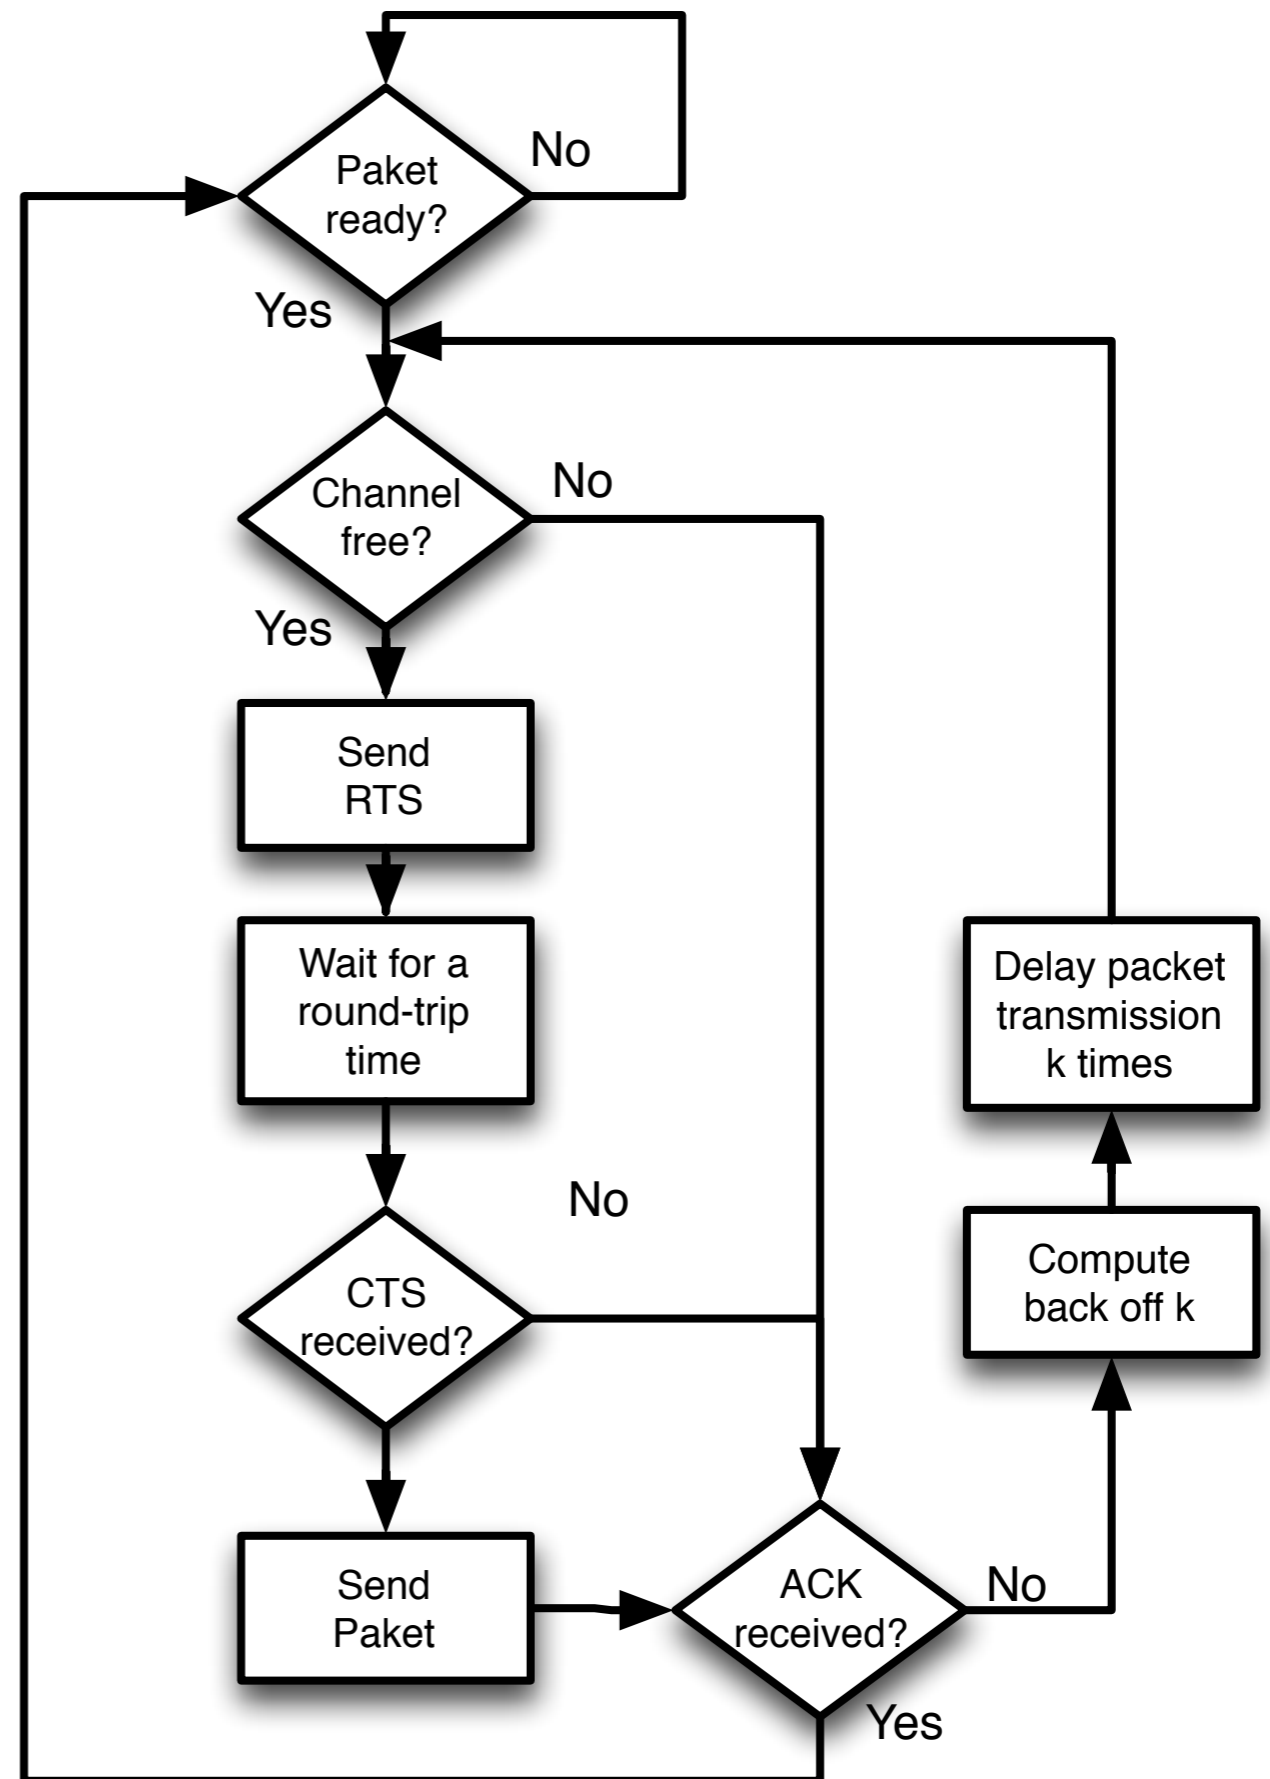 Paket
ready?
No
Yes
Channel
free?
No
Yes
Send
RTS
Wait for a
round-trip
time
Delay packet
transmission
k times
No
CTS
received?
Compute
back off k
Send
Paket
ACK
received?
No
Yes